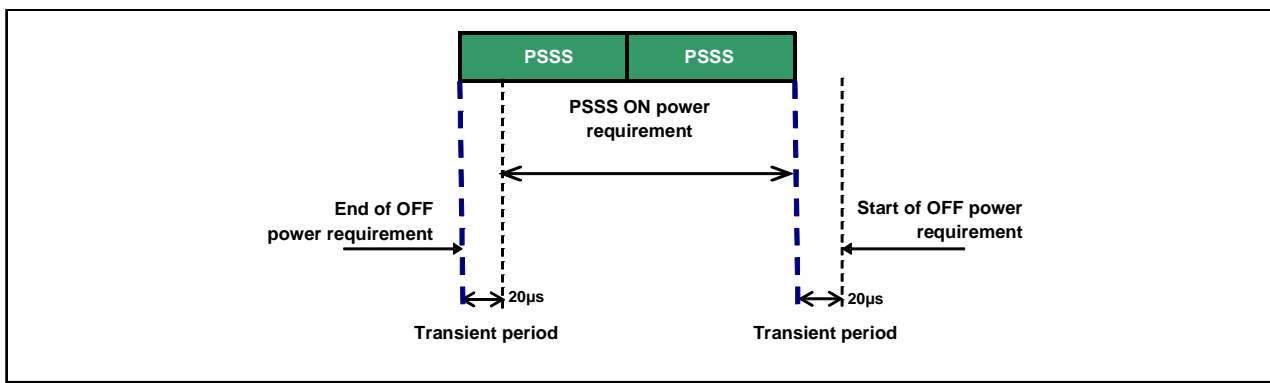 PSSS PSSS
PSSS ON power
requirement
End of OFF
power requirement
Start of OFF power
requirement
20µs
20µs
Transient period
Transient period